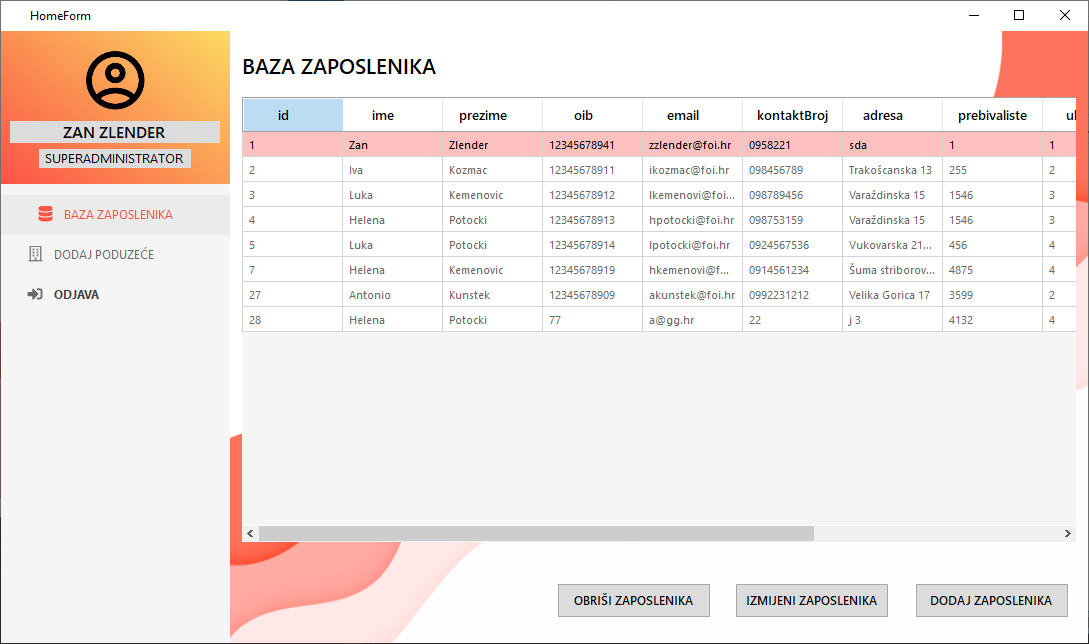 HomeForm
ZAN ZLENDER
SUPERADMINISTRATOR
BAZA ZAPOSLENIKA
DODAJ PODUZEĆE
ODJAVA
BAZA ZAPOSLENIKA
id ime prezime oib email kontaktBroj adresa prebivaliste ul
1 Zan Zlender 12345678941 zzlender@foi.hr 0958221 sda 1 1
2 Iva Kozmac 12345678911 ikozmac@foi.hr 098456789 Trakošcanska 13 255 2
3 Luka Kemenovic 12345678912 lkemenovic@foi... 098789456 Varaždinska 15 1546 3
4 Helena Potocki 12345678913 hpotocki@foi.hr 098753159 Varaždinska 15 1546 3
5 Luka Potocki 12345678914 lpotocki@foi.hr 0924567536 Vukovarska 21... 456 4
7 Helena Kemenovic 12345678919 hkemenovi@f... 0914561234 Šuma striborov... 4875 4
27 Antonio Kunstek 12345678909 akunstek@foi.hr 0992231212 Velika Gorica 17 3599 2
28 Helena Potocki 77 a@gg.hr 22 j 3 4132 4
OBRIŠI ZAPOSLENIKA IZMIJENI ZAPOSLENIKA DODAJ ZAPOSLENIKA